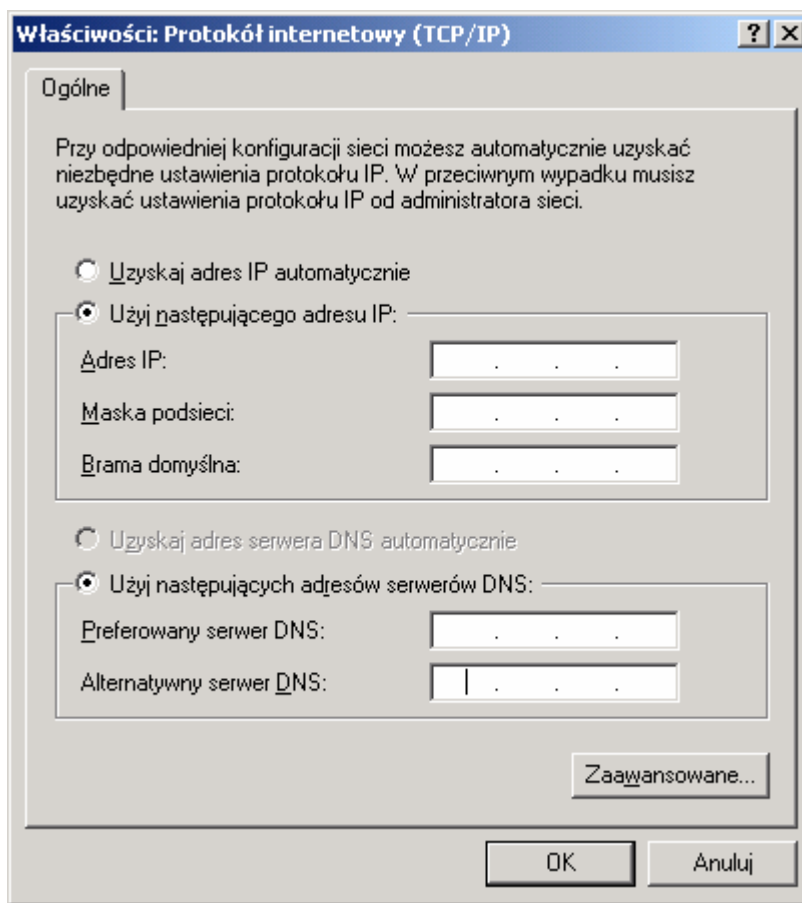 Właściwości: Protokół internetowy (TCP/IP)
Ogólne
Przy odpowiedniej konfiguracji sieci możesz automatycznie uzyskać
niezbędne ustawienia protokołu IP. W przeciwnym wypadku musisz
uzyskać ustawienia protokołu IP od administratora sieci.
Uzyskaj adres IP automatycznie
Użyj następującego adresu IP:
Adres IP:
Maska podsieci:
Brama domyślna:
Uzyskaj adres serwera DNS automatycznie
Użyj następujących adresów serwerów DNS:
Preferowany serwer DNS:
Alternatywny serwer DNS:
Zaawansowane...
OK Anuluj